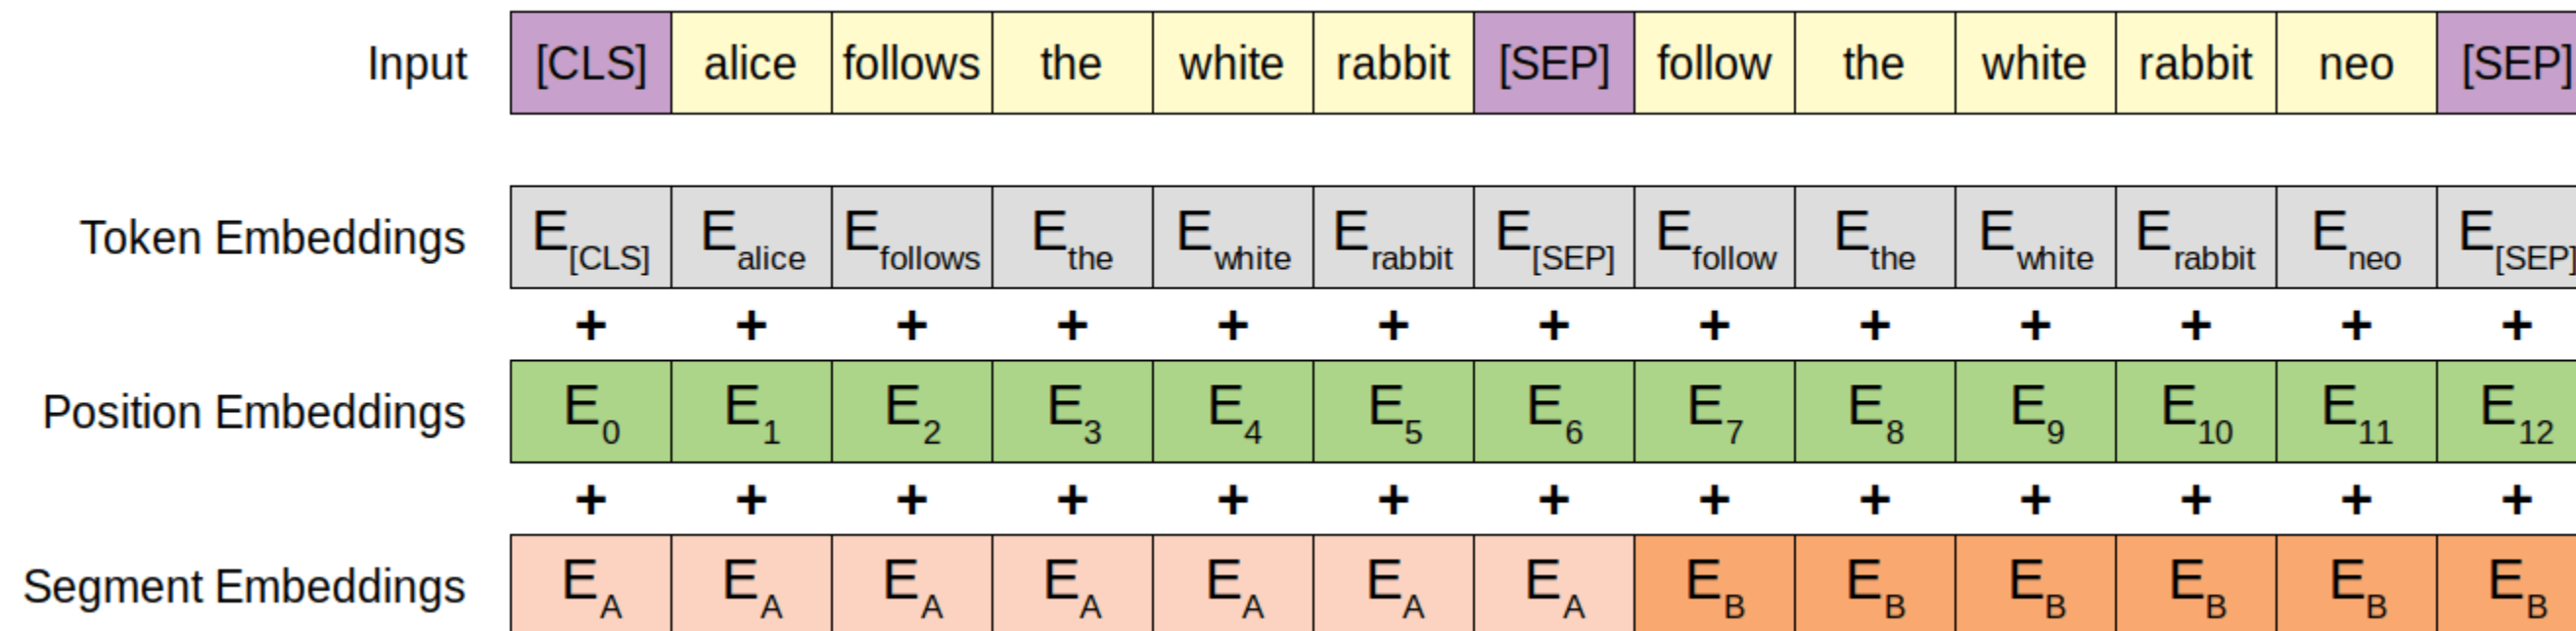 Input [CLS] alice follows the white rabbit [SEP] follow the white rabbit neo [SEP]
Token Embeddings E[CLS] Ealice Efollows Ethe Ewhite Erabbit E[SEP] Efollow Ethe Ewhite Erabbit Eneo E[SEP]
+ + + + + + + + + + + + +
Position Embeddings E0 E1 E2 E3 E4 E5 E6 E7 E8 E9 E10 E11 E12
+ + + + + + + + + + + + +
Segment Embeddings EA EA EA EA EA EA EA EB EB EB EB EB EB